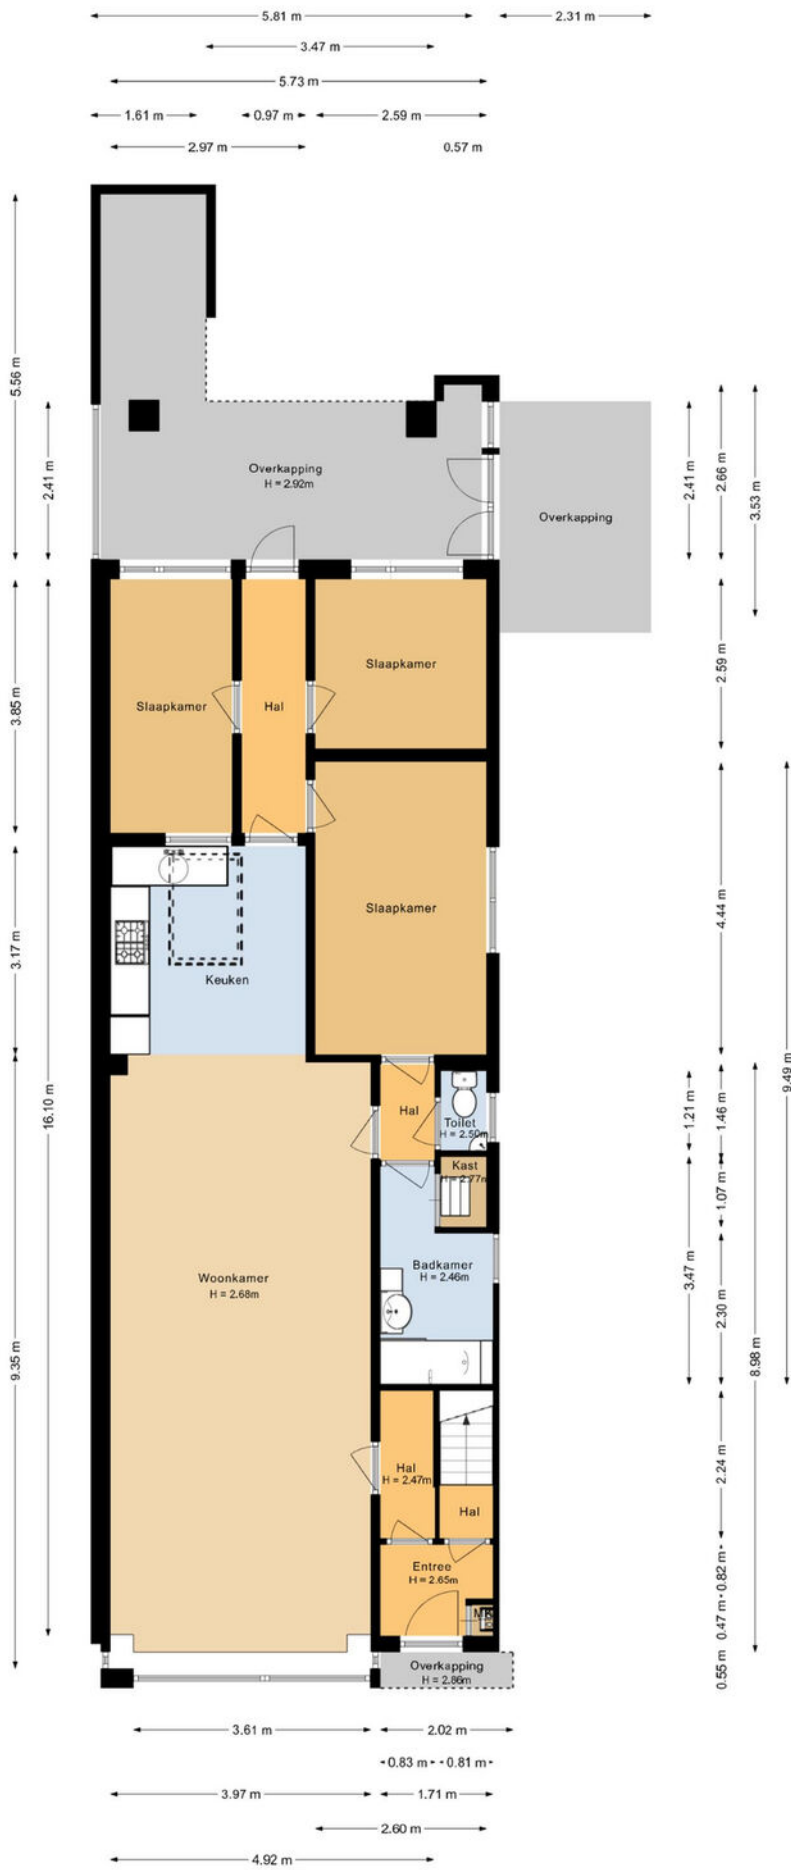 5.81 m
2.31 m
3.47 m
5.73 m
1.61 m
0.97 m
2.59 m
2.97 m
0.57 m
5.56 m
2.41 m
2.41 m
2.66 m
3.53 m
Overkapping
H = 2.92m
Overkapping
3.85 m
2.59 m
Slaapkamer
Slaapkamer
Hal
3.17 m
4.44 m
Slaapkamer
Keuken
16.10 m
9.49 m
Hal
Toilet
H = 2.50m
1.21 m
1.46 m
Kast
1.07 m
Woonkamer
H = 2.68m
Badkamer
H = 2.46m
3.47 m
2.30 m
9.35 m
8.98 m
2.24 m
Hal
H = 2.47m
Hal
Entree
H = 2.65m
0.82 m
0.47 m
0.55 m
Overkapping
H = 2.86m
3.61 m
2.02 m
0.83 m
0.81 m
3.97 m
1.71 m
2.60 m
4.92 m